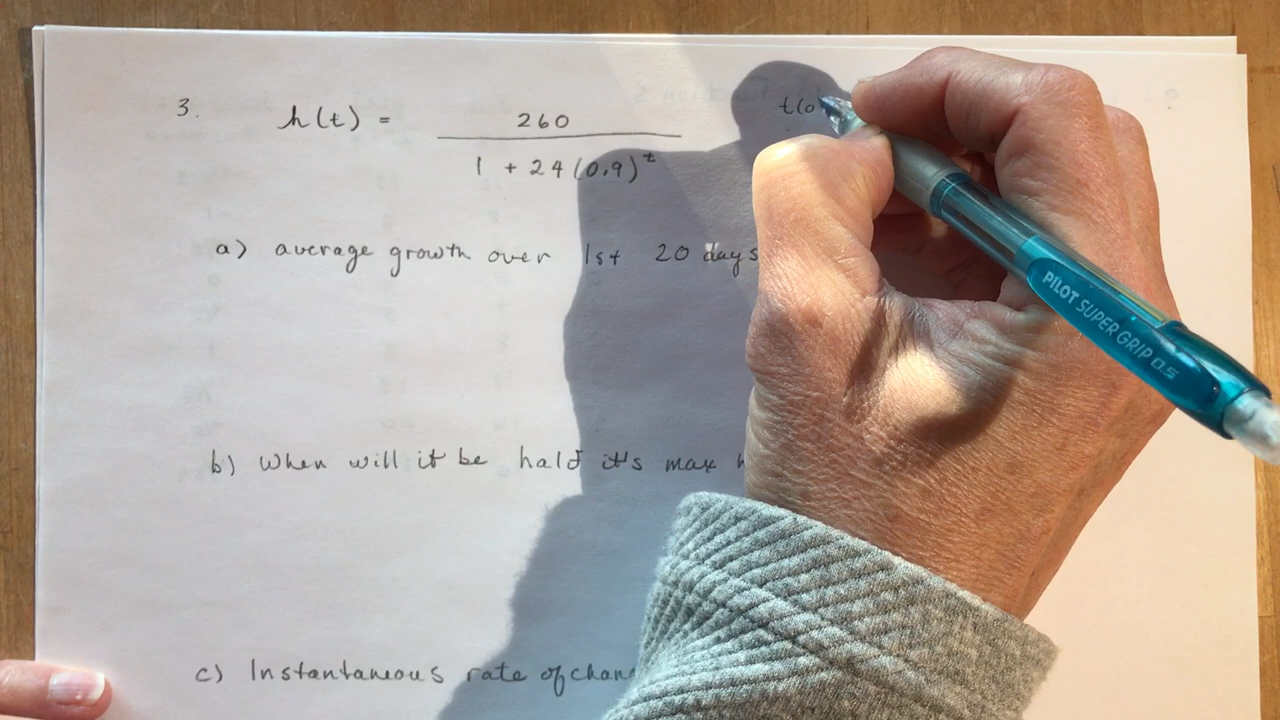 3. h(t) = 260 t(0
1 + 24(0.9)^t
a) average growth over 1st 20 days
b) When will it be half it's max h
c) Instantaneous rate of chan
PILOT SUPER GRIP 0.5